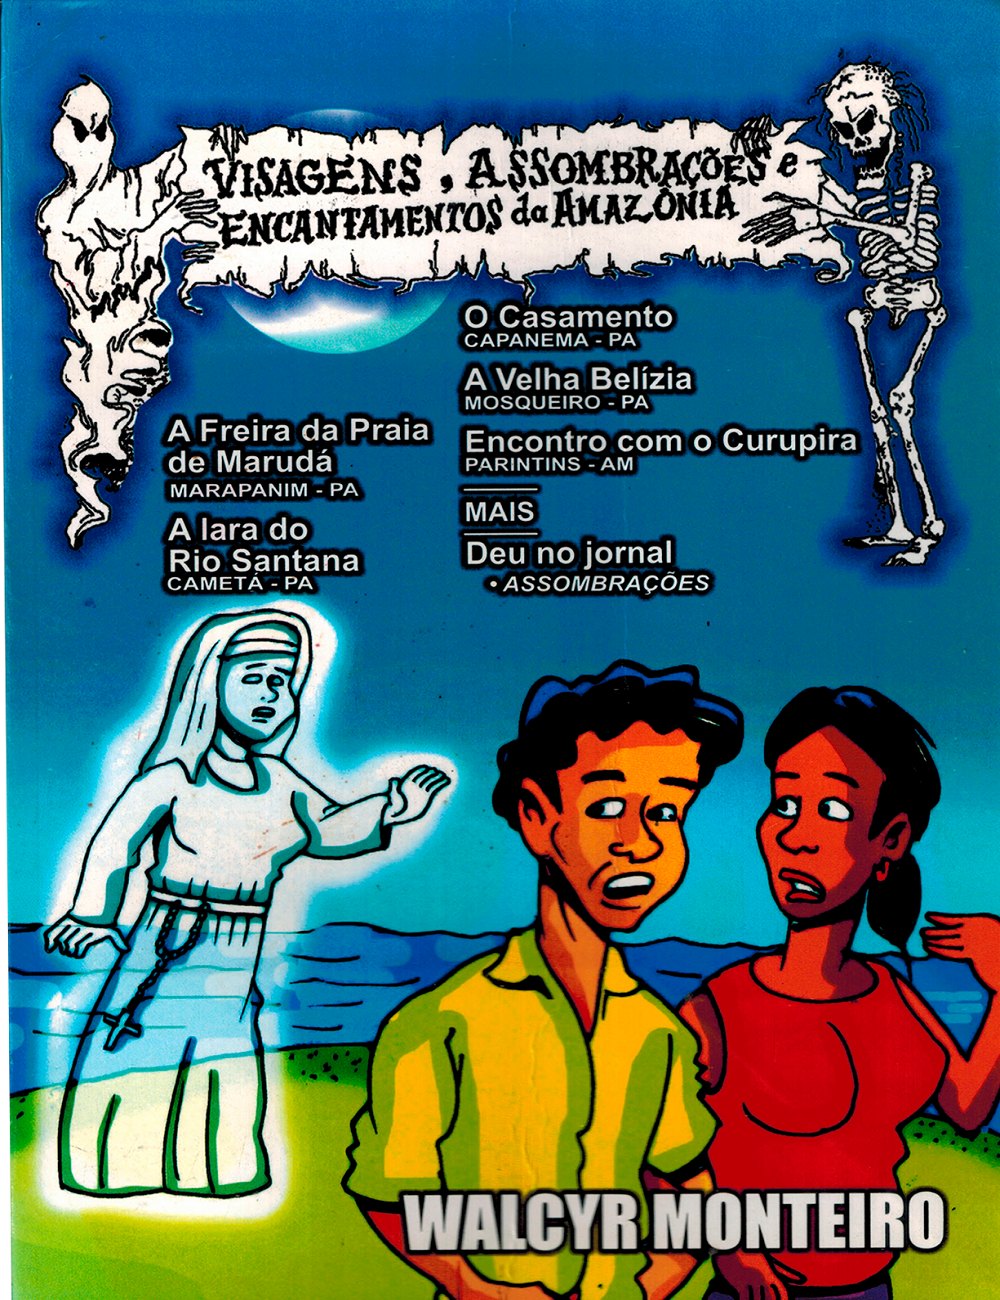 VISAGENS, ASSOMBRAÇÕES e
ENCANTAMENTOS da AMAZÔNIA
A Freira da Praia
de Marudá
MARAPANIM - PA
A Iara do
Rio Santana
CAMETÁ - PA
O Casamento
CAPANEMA - PA
A Velha Belízia
MOSQUEIRO - PA
Encontro com o Curupira
PARINTINS - AM
MAIS
Deu no jornal
• ASSOMBRAÇÕES
WALCYR MONTEIRO